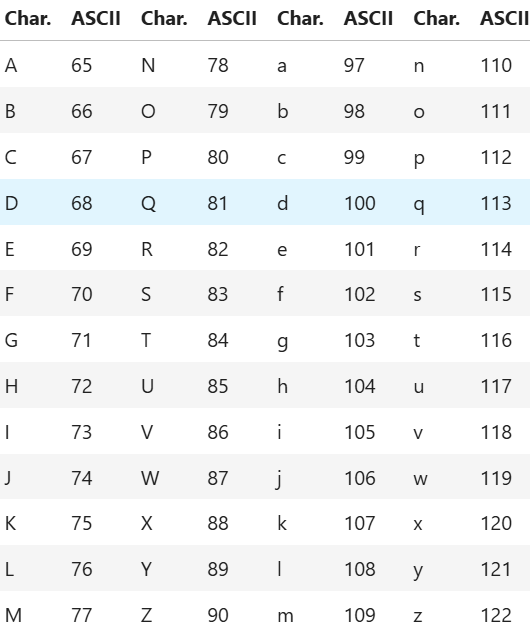 Char. ASCII Char. ASCII Char. ASCII Char. ASCII
A 65 N 78 a 97 n 110
B 66 O 79 b 98 o 111
C 67 P 80 c 99 p 112
D 68 Q 81 d 100 q 113
E 69 R 82 e 101 r 114
F 70 S 83 f 102 s 115
G 71 T 84 g 103 t 116
H 72 U 85 h 104 u 117
I 73 V 86 i 105 v 118
J 74 W 87 j 106 w 119
K 75 X 88 k 107 x 120
L 76 Y 89 l 108 y 121
M 77 Z 90 m 109 z 122